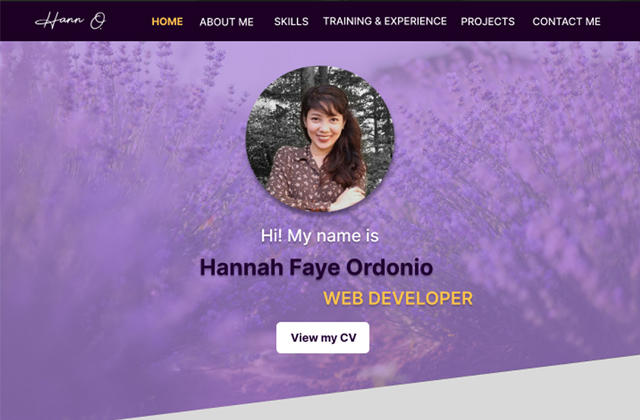 Hann O.
HOME ABOUT ME SKILLS TRAINING & EXPERIENCE PROJECTS CONTACT ME
Hi! My name is
Hannah Faye Ordonio
WEB DEVELOPER
View my CV